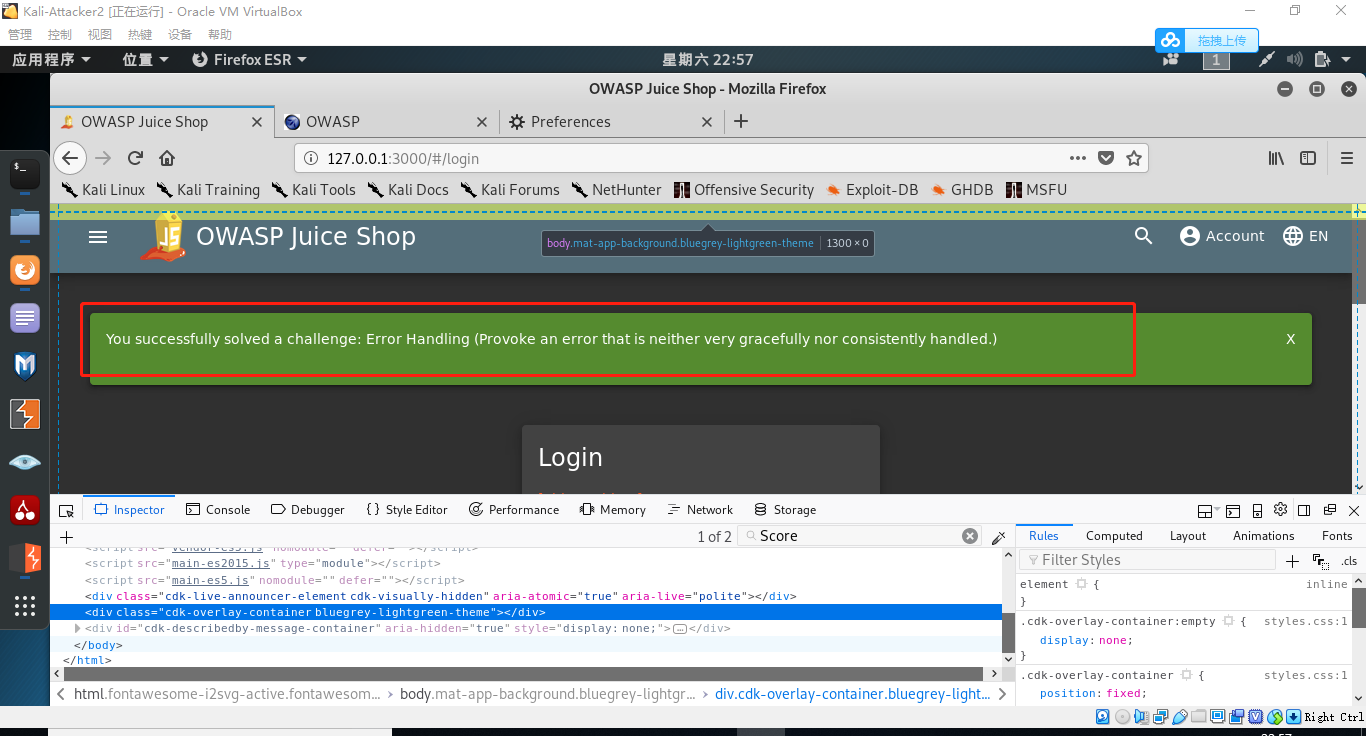 Kali-Attacker2 [正在运行] - Oracle VM VirtualBox
管理 控制 视图 热键 设备 帮助
拖拽上传
应用程序 位置 Firefox ESR 星期六 22:57 1
OWASP Juice Shop - Mozilla Firefox
OWASP Juice Shop OWASP Preferences
127.0.0.1:3000/#/login
Kali Linux Kali Training Kali Tools Kali Docs Kali Forums NetHunter Offensive Security Exploit-DB GHDB MSFU
OWASP Juice Shop Account EN
body.mat-app-background.bluegrey-lightgreen-theme 1300 × 0
You successfully solved a challenge: Error Handling (Provoke an error that is neither very gracefully nor consistently handled.) X
Login
Inspector Console Debugger Style Editor Performance Memory Network Storage
1 of 2 Score Rules Computed Layout Animations Fonts
Filter Styles .cls
<script src="vendor-es5.js" nomodule="" defer=""></script>
<script src="main-es2015.js" type="module"></script>
<script src="main-es5.js" nomodule="" defer=""></script>
<div class="cdk-live-announcer-element cdk-visually-hidden" aria-atomic="true" aria-live="polite"></div>
<div class="cdk-overlay-container bluegrey-lightgreen-theme"></div>
<div id="cdk-describedby-message-container" aria-hidden="true" style="display: none;"></div>
</body>
</html>
element { inline
}
.cdk-overlay-container:empty { styles.css:1
display: none;
}
.cdk-overlay-container { styles.css:1
position: fixed;
html.fontawesome-i2svg-active.fontawesom... body.mat-app-background.bluegrey-lightgr... div.cdk-overlay-container.bluegrey-light...
Right Ctrl